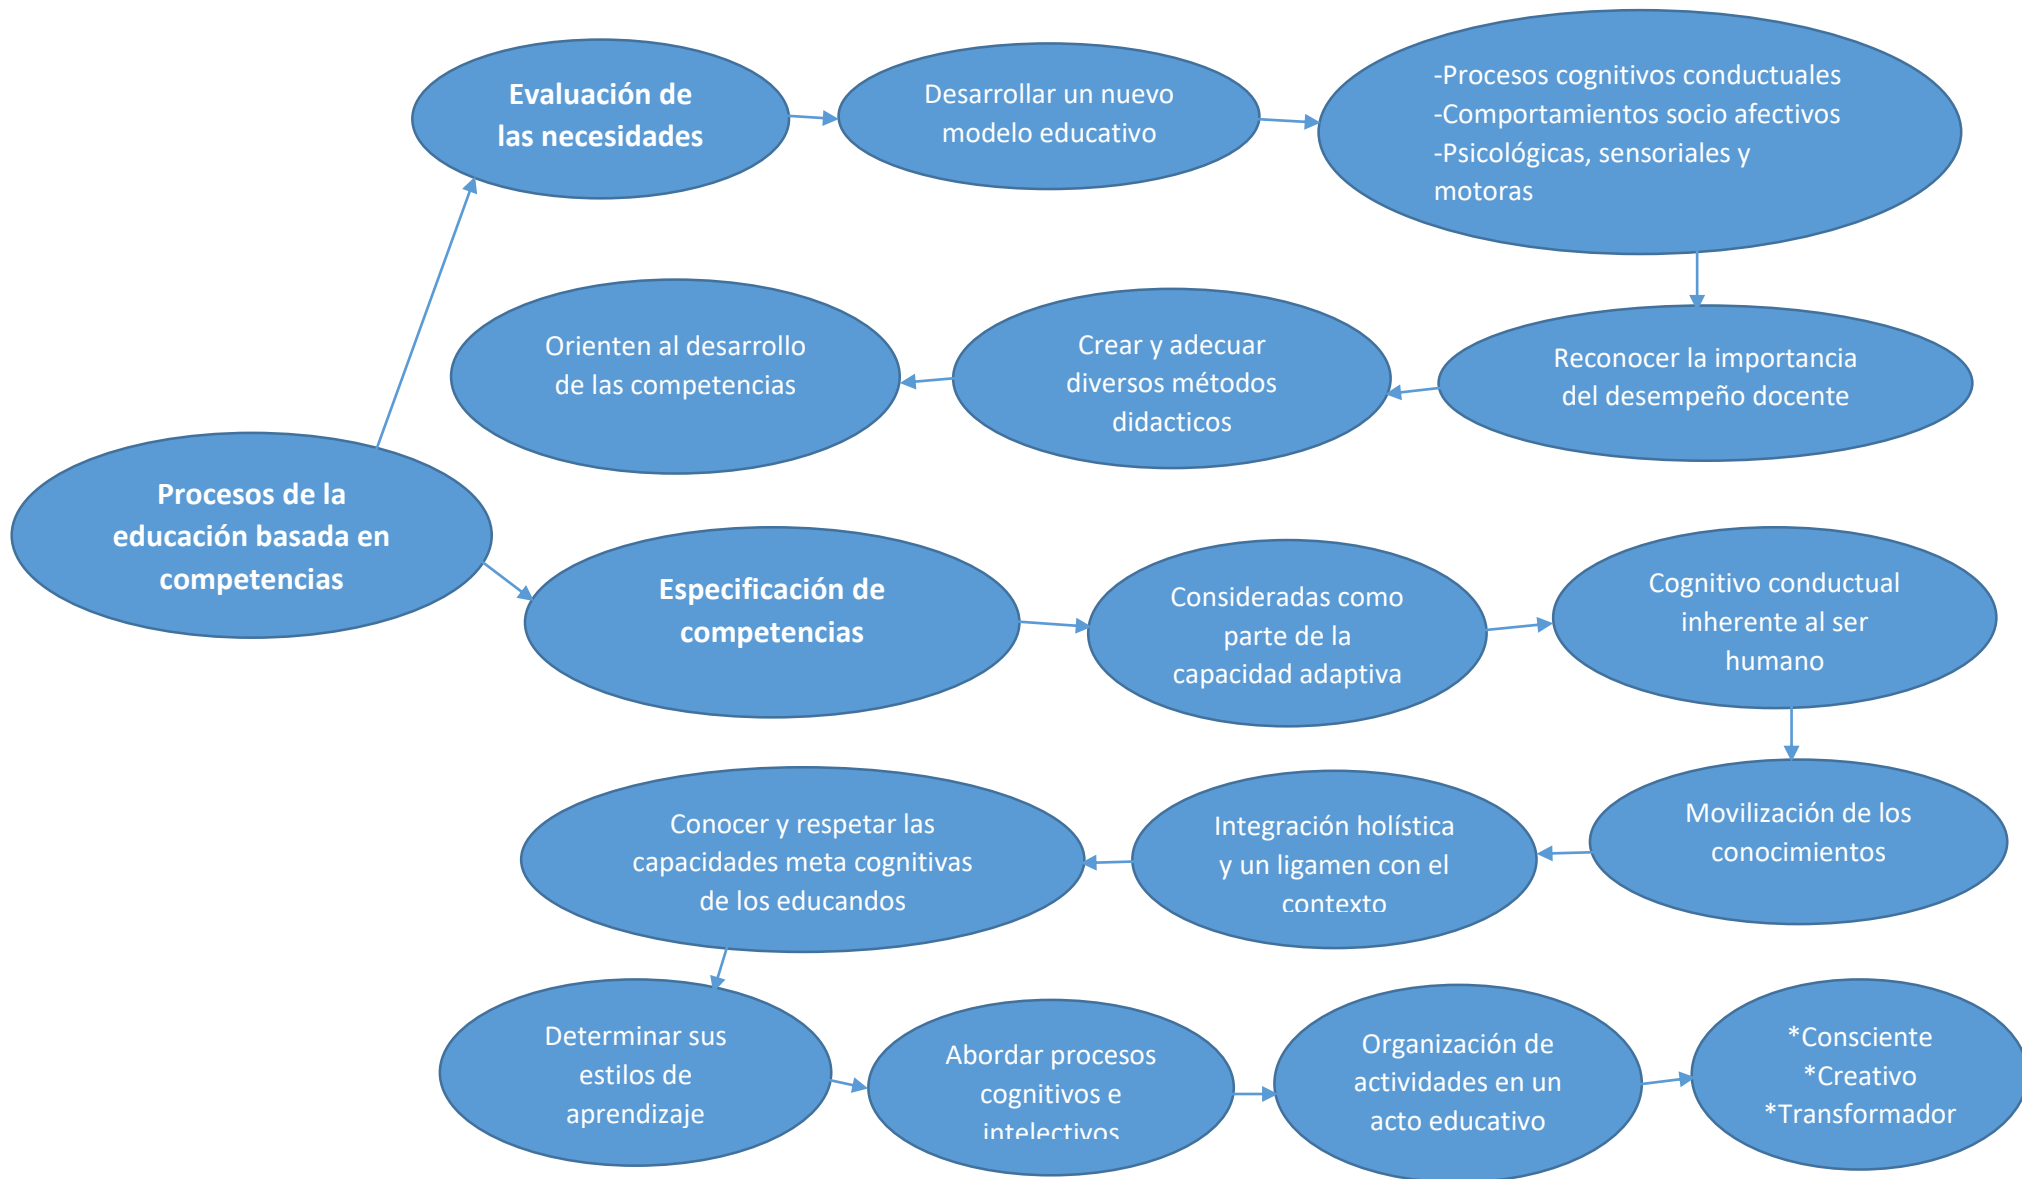 Evaluación de
las necesidades
Desarrollar un nuevo
modelo educativo
-Procesos cognitivos conductuales
-Comportamientos socio afectivos
-Psicológicas, sensoriales y
motoras
Orienten al desarrollo
de las competencias
Crear y adecuar
diversos métodos
didacticos
Reconocer la importancia
del desempeño docente
Procesos de la
educación basada en
competencias
Especificación de
competencias
Consideradas como
parte de la
capacidad adaptiva
Cognitivo conductual
inherente al ser
humano
Conocer y respetar las
capacidades meta cognitivas
de los educandos
Integración holística
y un ligamen con el
contexto
Movilización de los
conocimientos
Determinar sus
estilos de
aprendizaje
Abordar procesos
cognitivos e
intelectivos
Organización de
actividades en un
acto educativo
*Consciente
*Creativo
*Transformador